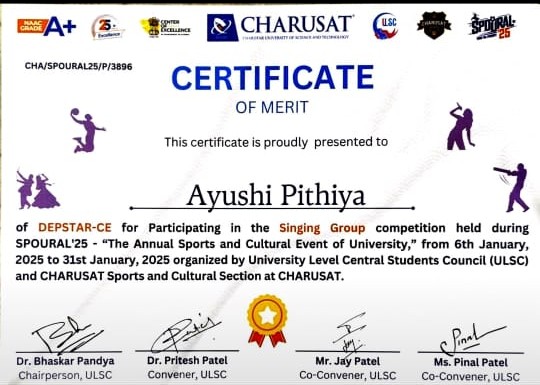 NAAC GRADE A+
25 Excellence
CENTER OF EXCELLENCE
CHARUSAT
CHAROTAR UNIVERSITY OF SCIENCE AND TECHNOLOGY
ULSC
CHARUSAT
SPOURAL '25
CHA/SPOURAL25/P/3896
CERTIFICATE
OF MERIT
This certificate is proudly presented to
Ayushi Pithiya
of DEPSTAR-CE for Participating in the Singing Group competition held during
SPOURAL'25 - “The Annual Sports and Cultural Event of University,” from 6th January,
2025 to 31st January, 2025 organized by University Level Central Students Council (ULSC)
and CHARUSAT Sports and Cultural Section at CHARUSAT.
Dr. Bhaskar Pandya
Chairperson, ULSC
Dr. Pritesh Patel
Convener, ULSC
Mr. Jay Patel
Co-Convener, ULSC
Ms. Pinal Patel
Co-Convener, ULSC